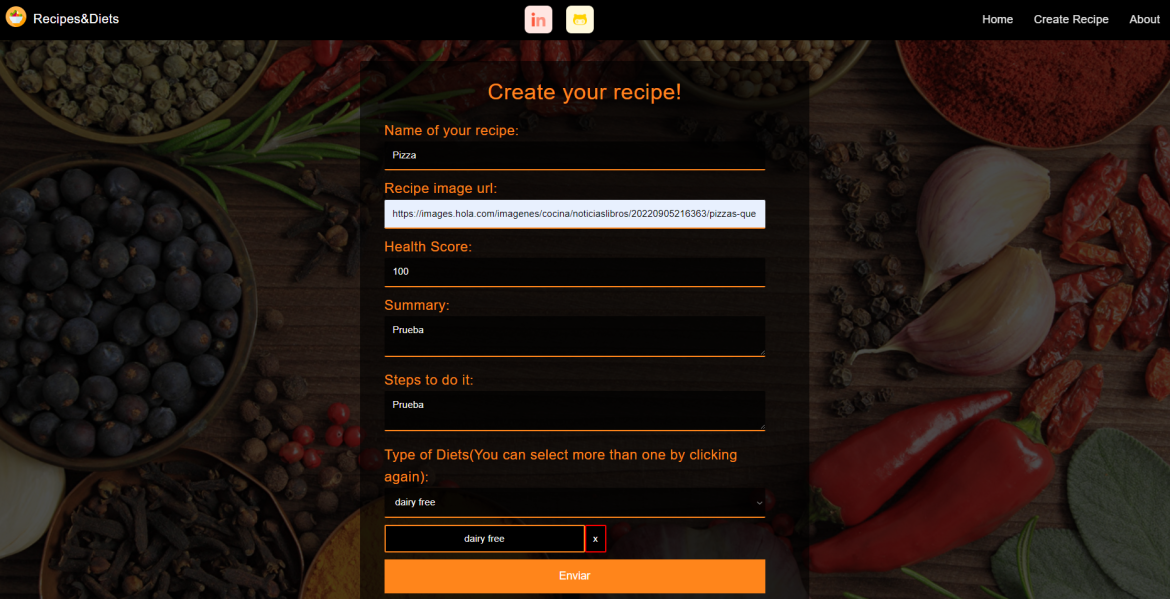 Recipes&Diets
in
Home
Create Recipe
About
Create your recipe!
Name of your recipe:
Pizza
Recipe image url:
https://images.hola.com/imagenes/cocina/noticiaslibros/20220905216363/pizzas-que
Health Score:
100
Summary:
Prueba
Steps to do it:
Prueba
Type of Diets(You can select more than one by clicking
again):
dairy free
dairy free x
Enviar